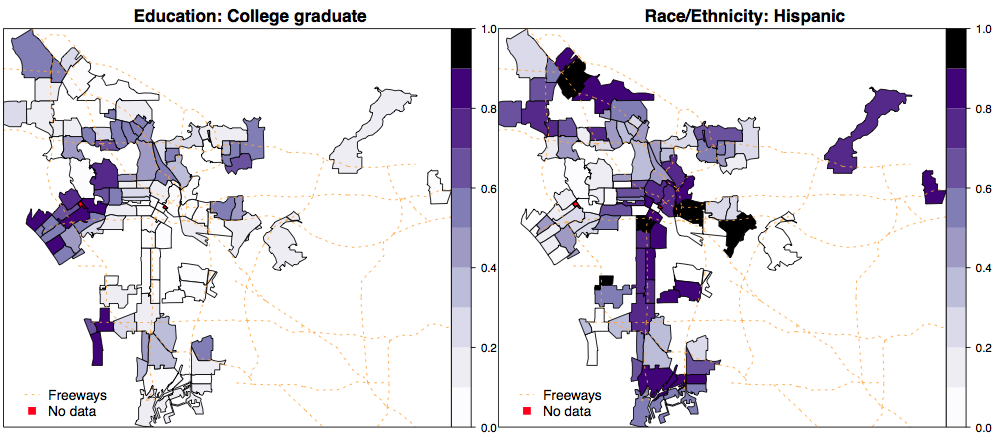 Education: College graduate
1.0
0.8
0.6
0.4
0.2
0.0
Freeways
No data
Race/Ethnicity: Hispanic
1.0
0.8
0.6
0.4
0.2
0.0
Freeways
No data